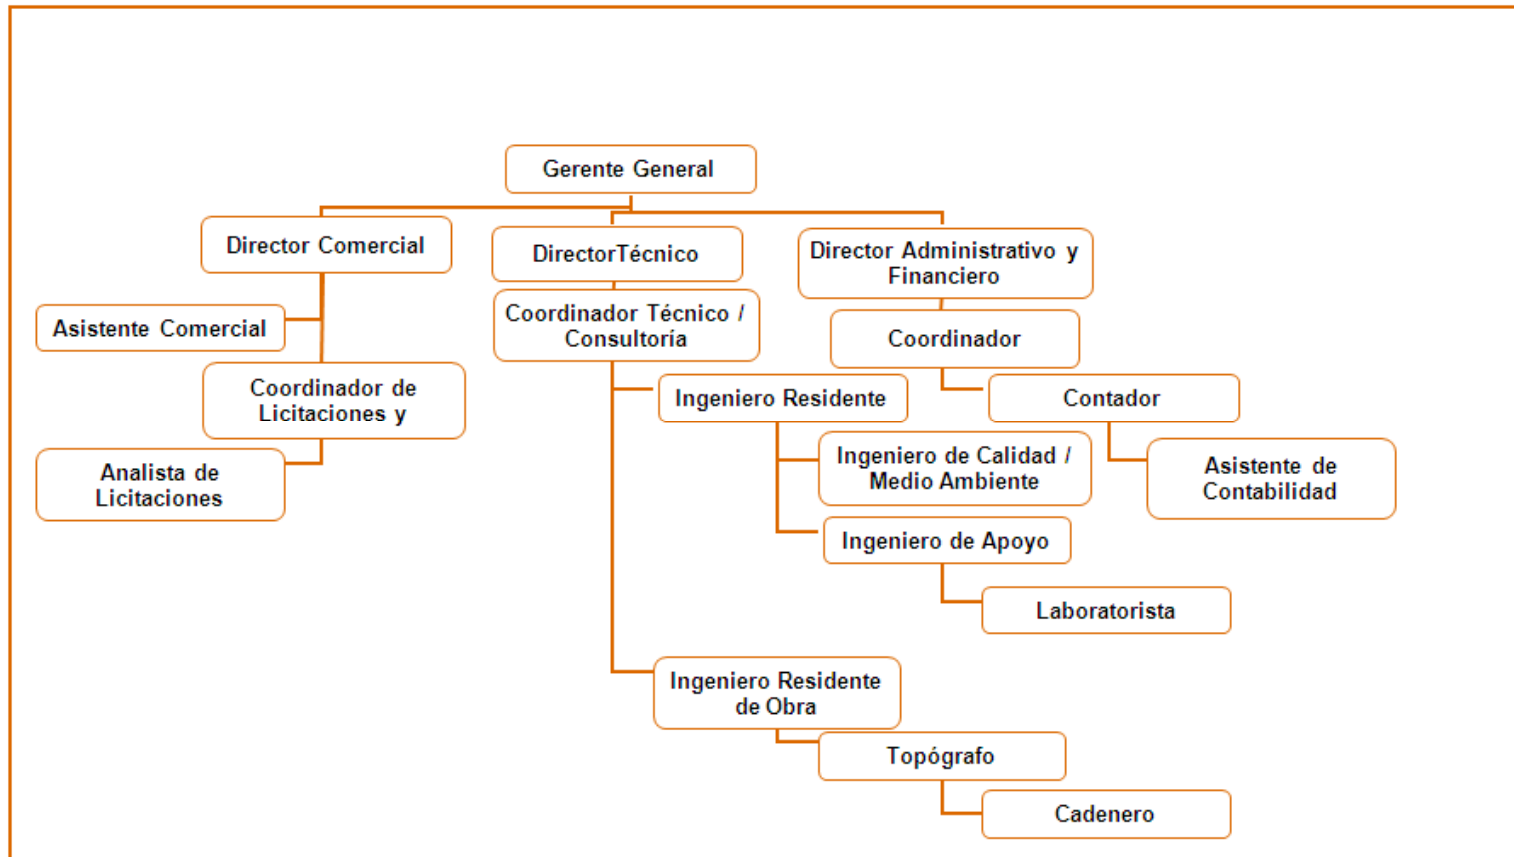 Gerente General
Director Comercial
DirectorTécnico
Director Administrativo y
Financiero
Asistente Comercial
Coordinador Técnico /
Consultoría
Coordinador
Coordinador de
Licitaciones y
Ingeniero Residente
Contador
Analista de
Licitaciones
Ingeniero de Calidad /
Medio Ambiente
Asistente de
Contabilidad
Ingeniero de Apoyo
Laboratorista
Ingeniero Residente
de Obra
Topógrafo
Cadenero